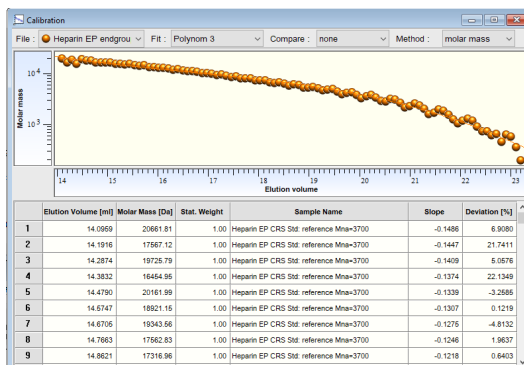 Calibration
File : Heparin EP endgrou Fit : Polynom 3 Compare : none Method : molar mass
Molar mass
10^4
10^3
14 15 16 17 18 19 20 21 22 23
Elution volume
Elution Volume [ml] Molar Mass [Da] Stat. Weight Sample Name Slope Deviation [%]
1 14.0959 20661.81 1.00 Heparin EP CRS Std: reference Mna=3700 -0.1486 6.9080
2 14.1916 17567.12 1.00 Heparin EP CRS Std: reference Mna=3700 -0.1447 21.7411
3 14.2874 19725.79 1.00 Heparin EP CRS Std: reference Mna=3700 -0.1409 5.0576
4 14.3832 16454.95 1.00 Heparin EP CRS Std: reference Mna=3700 -0.1374 22.1349
5 14.4790 20161.99 1.00 Heparin EP CRS Std: reference Mna=3700 -0.1339 -3.2585
6 14.5747 18921.15 1.00 Heparin EP CRS Std: reference Mna=3700 -0.1307 0.1219
7 14.6705 19343.56 1.00 Heparin EP CRS Std: reference Mna=3700 -0.1275 -4.8132
8 14.7663 17562.83 1.00 Heparin EP CRS Std: reference Mna=3700 -0.1246 1.9637
9 14.8621 17316.96 1.00 Heparin EP CRS Std: reference Mna=3700 -0.1218 0.6403